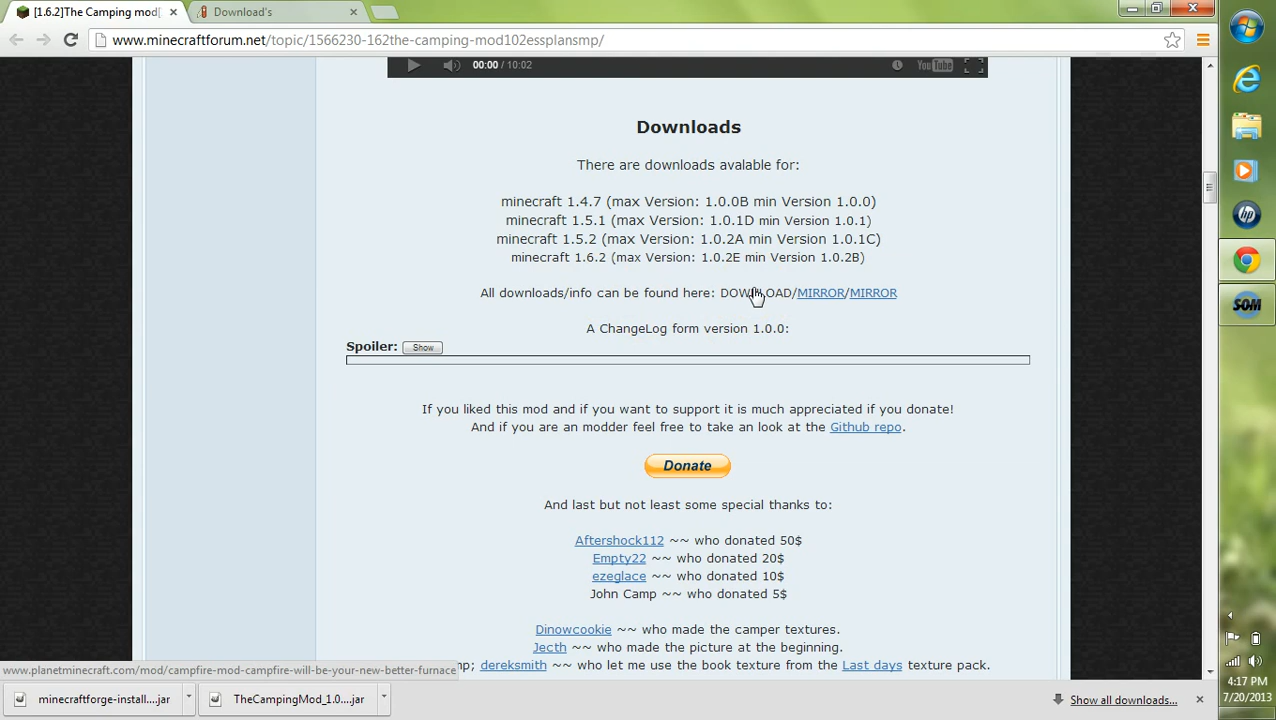 [1.6.2]The Camping mod[
Download's
www.minecraftforum.net/topic/1566230-162the-camping-mod102essplansmp/
00:00 / 10:02
YouTube
Downloads
There are downloads avalable for:
minecraft 1.4.7 (max Version: 1.0.0B min Version 1.0.0)
minecraft 1.5.1 (max Version: 1.0.1D min Version 1.0.1)
minecraft 1.5.2 (max Version: 1.0.2A min Version 1.0.1C)
minecraft 1.6.2 (max Version: 1.0.2E min Version 1.0.2B)
All downloads/info can be found here: DOWNLOAD/MIRROR/MIRROR
A ChangeLog form version 1.0.0:
Spoiler: Show
If you liked this mod and if you want to support it is much appreciated if you donate!
And if you are an modder feel free to take an look at the Github repo.
Donate
And last but not least some special thanks to:
Aftershock112 ~~ who donated 50$
Empty22 ~~ who donated 20$
ezeglace ~~ who donated 10$
John Camp ~~ who donated 5$
Dinowcookie ~~ who made the camper textures.
Jecth ~~ who made the picture at the beginning.
mp; dereksmith ~~ who let me use the book texture from the Last days texture pack.
www.planetminecraft.com/mod/campfire-mod-campfire-will-be-your-new-better-furnace
minecraftforge-install....jar
TheCampingMod_1.0....jar
Show all downloads...
hp
SOM
4:17 PM
7/20/2013